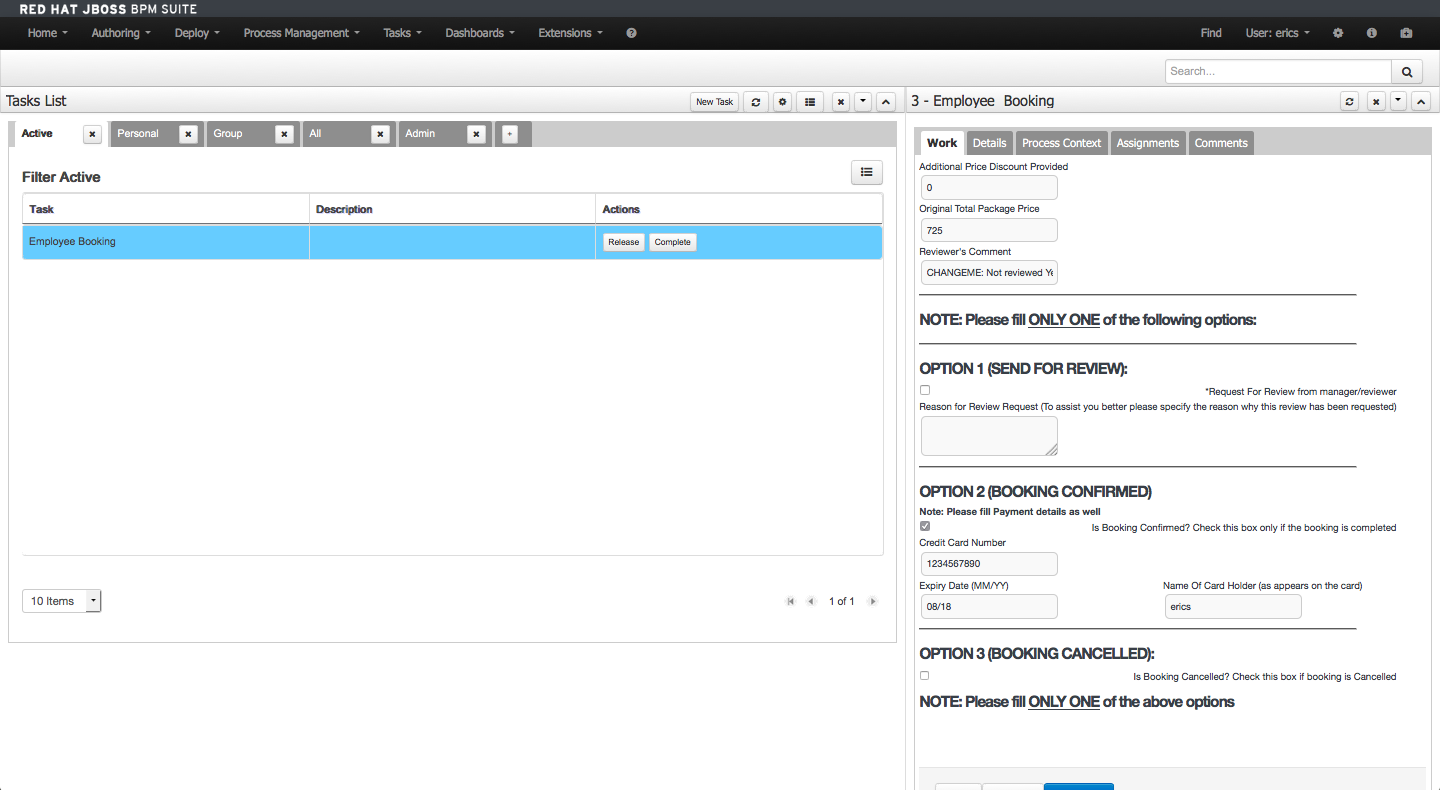 RED HAT JBOSS BPM SUITE
Home Authoring Deploy Process Management Tasks Dashboards Extensions ? Find User: erics
Search...
Tasks List
New Task
Active Personal Group All Admin +
Filter Active
Task Description Actions
Employee Booking Release Complete
10 Items
1 of 1
3 - Employee Booking
Work Details Process Context Assignments Comments
Additional Price Discount Provided
0
Original Total Package Price
725
Reviewer's Comment
CHANGEME: Not reviewed Ye
NOTE: Please fill ONLY ONE of the following options:
OPTION 1 (SEND FOR REVIEW):
*Request For Review from manager/reviewer
Reason for Review Request (To assist you better please specify the reason why this review has been requested)
OPTION 2 (BOOKING CONFIRMED)
Note: Please fill Payment details as well
Is Booking Confirmed? Check this box only if the booking is completed
Credit Card Number
1234567890
Expiry Date (MM/YY) Name Of Card Holder (as appears on the card)
08/18 erics
OPTION 3 (BOOKING CANCELLED):
Is Booking Cancelled? Check this box if booking is Cancelled
NOTE: Please fill ONLY ONE of the above options